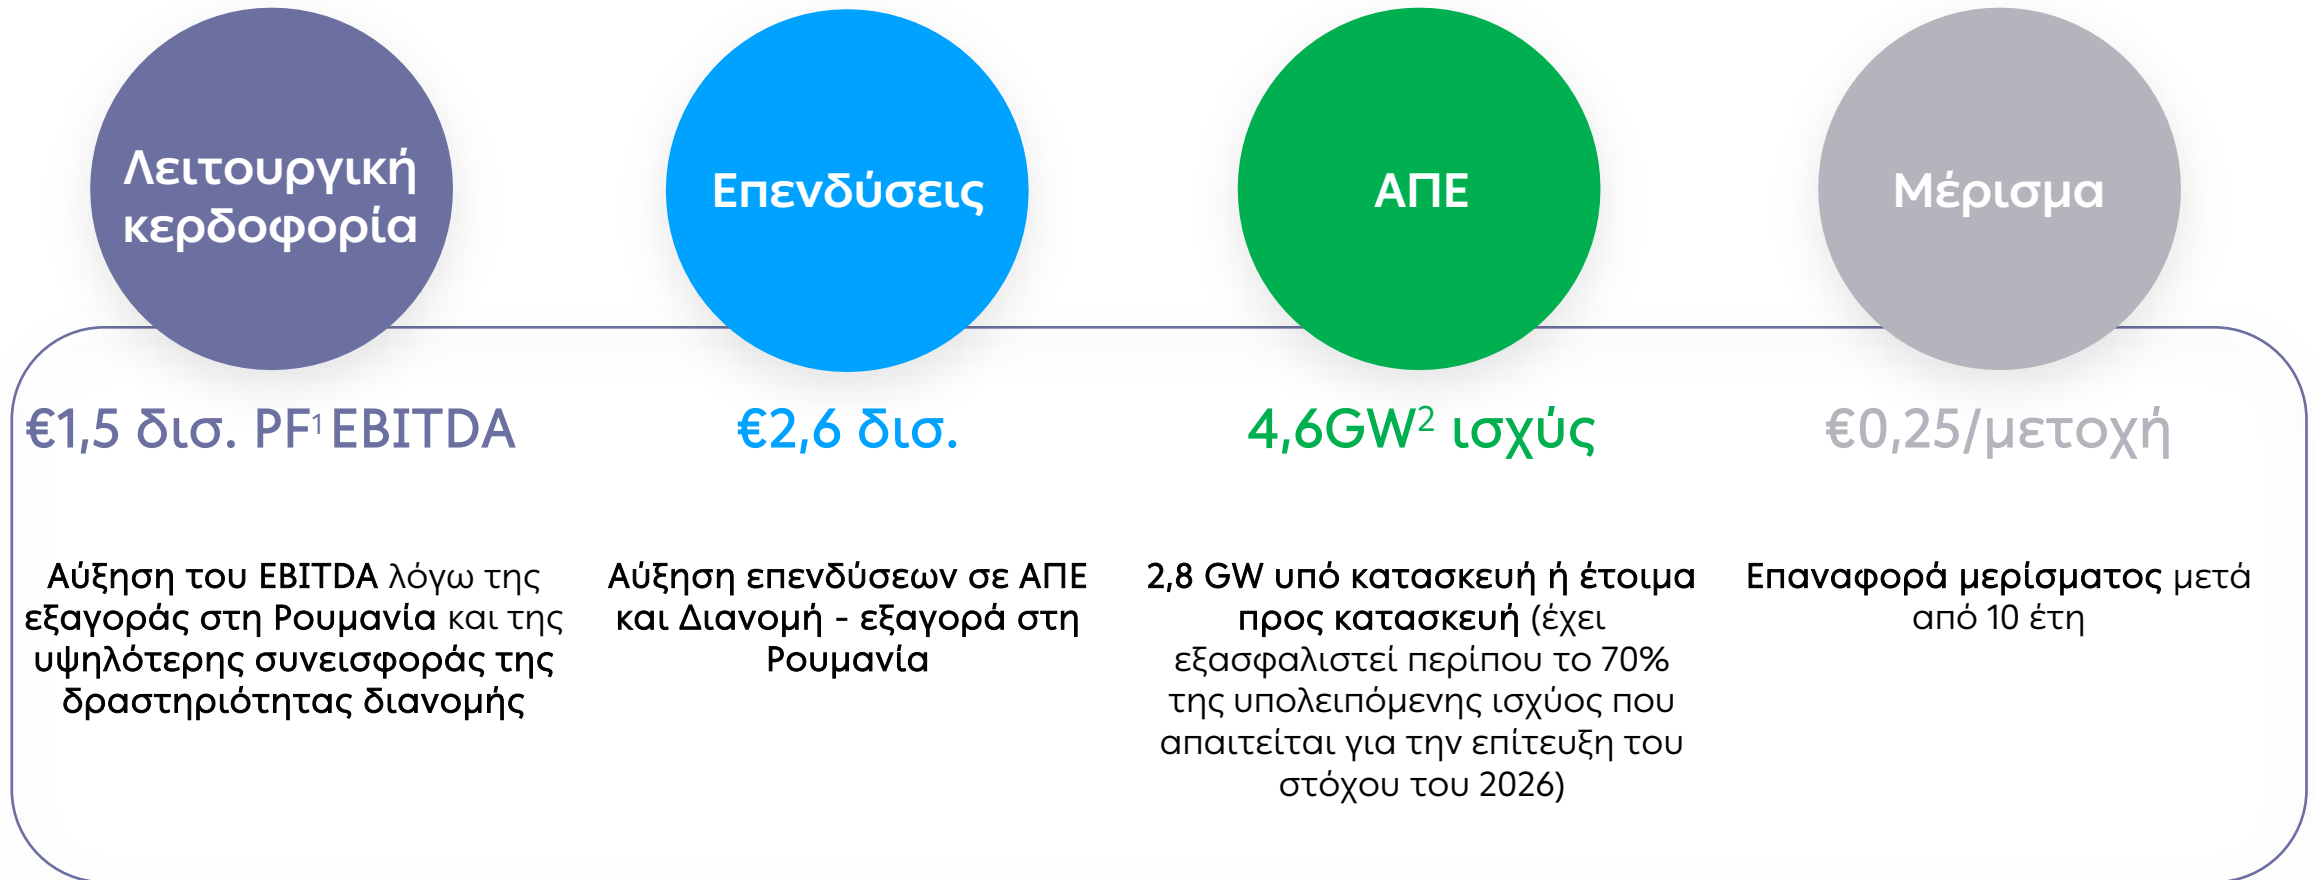 Λειτουργική
κερδοφορία
€1,5 δισ. PF¹ EBITDA
Αύξηση του EBITDA λόγω της
εξαγοράς στη Ρουμανία και της
υψηλότερης συνεισφοράς της
δραστηριότητας διανομής
Επενδύσεις
€2,6 δισ.
Αύξηση επενδύσεων σε ΑΠΕ
και Διανομή - εξαγορά στη
Ρουμανία
ΑΠΕ
4,6GW² ισχύς
2,8 GW υπό κατασκευή ή έτοιμα
προς κατασκευή (έχει
εξασφαλιστεί περίπου το 70%
της υπολειπόμενης ισχύος που
απαιτείται για την επίτευξη του
στόχου του 2026)
Μέρισμα
€0,25/μετοχή
Επαναφορά μερίσματος μετά
από 10 έτη